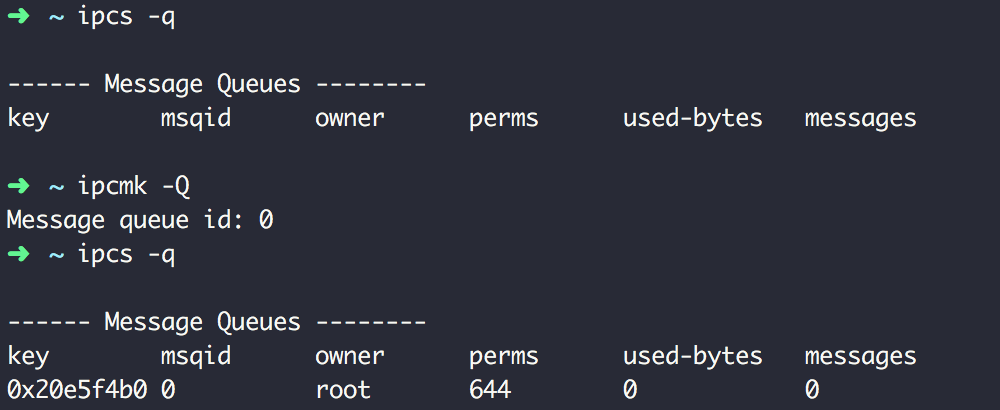 ➜ ~ ipcs -q
------ Message Queues --------
key msqid owner perms used-bytes messages
➜ ~ ipcmk -Q
Message queue id: 0
➜ ~ ipcs -q
------ Message Queues --------
key msqid owner perms used-bytes messages
0x20e5f4b0 0 root 644 0 0